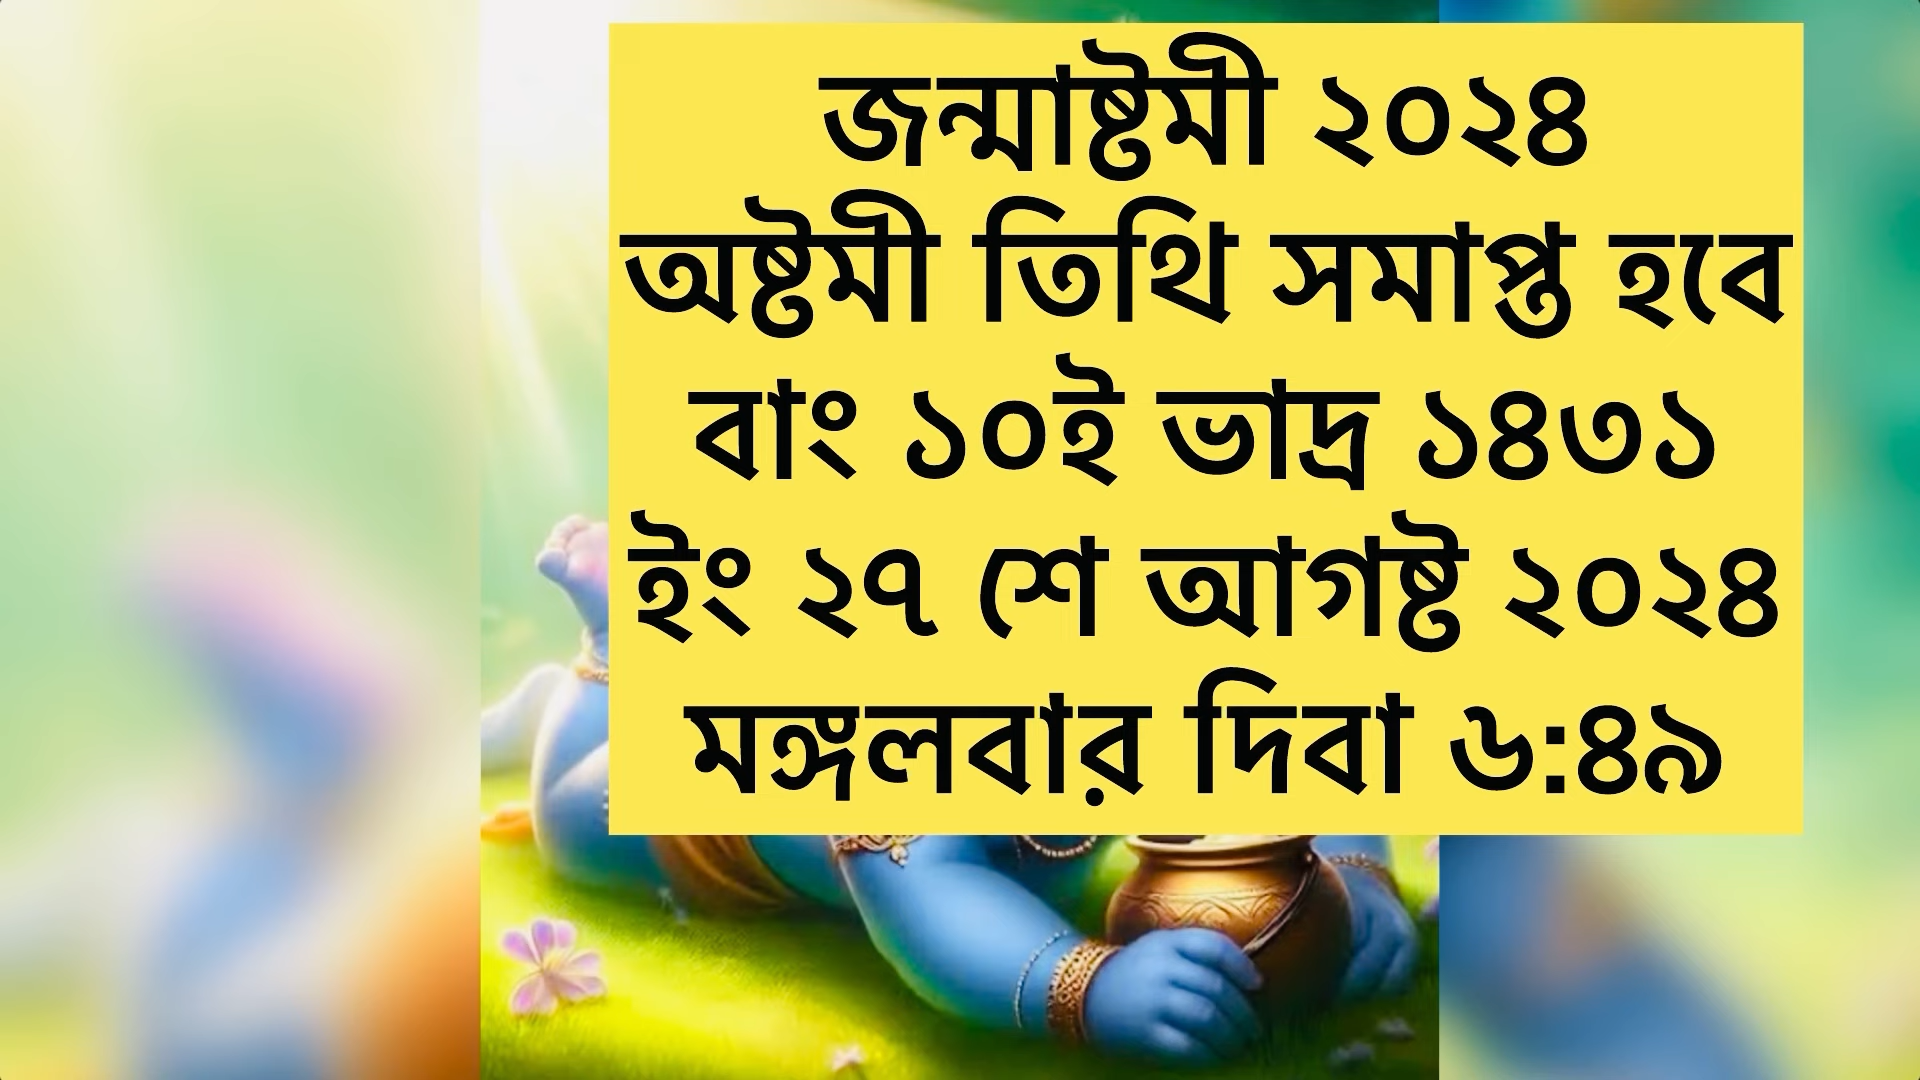 জন্মাষ্টমী ২০২৪
অষ্টমী তিথি সমাপ্ত হবে
বাং ১০ই ভাদ্র ১৪৩১
ইং ২৭ শে আগষ্ট ২০২৪
মঙ্গলবার দিবা ৬:৪৯